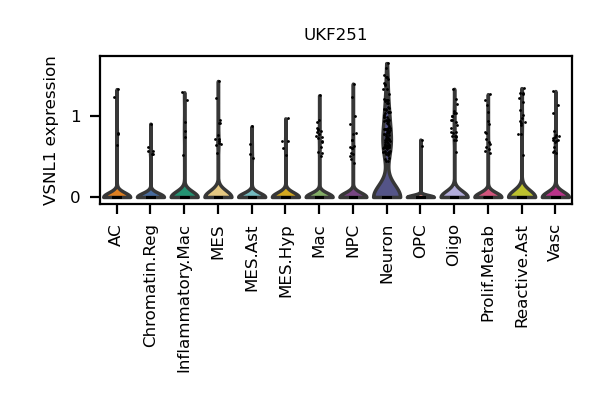 UKF251
VSNL1 expression
1
0
AC
Chromatin.Reg
Inflammatory.Mac
MES
MES.Ast
MES.Hyp
Mac
NPC
Neuron
OPC
Oligo
Prolif.Metab
Reactive.Ast
Vasc